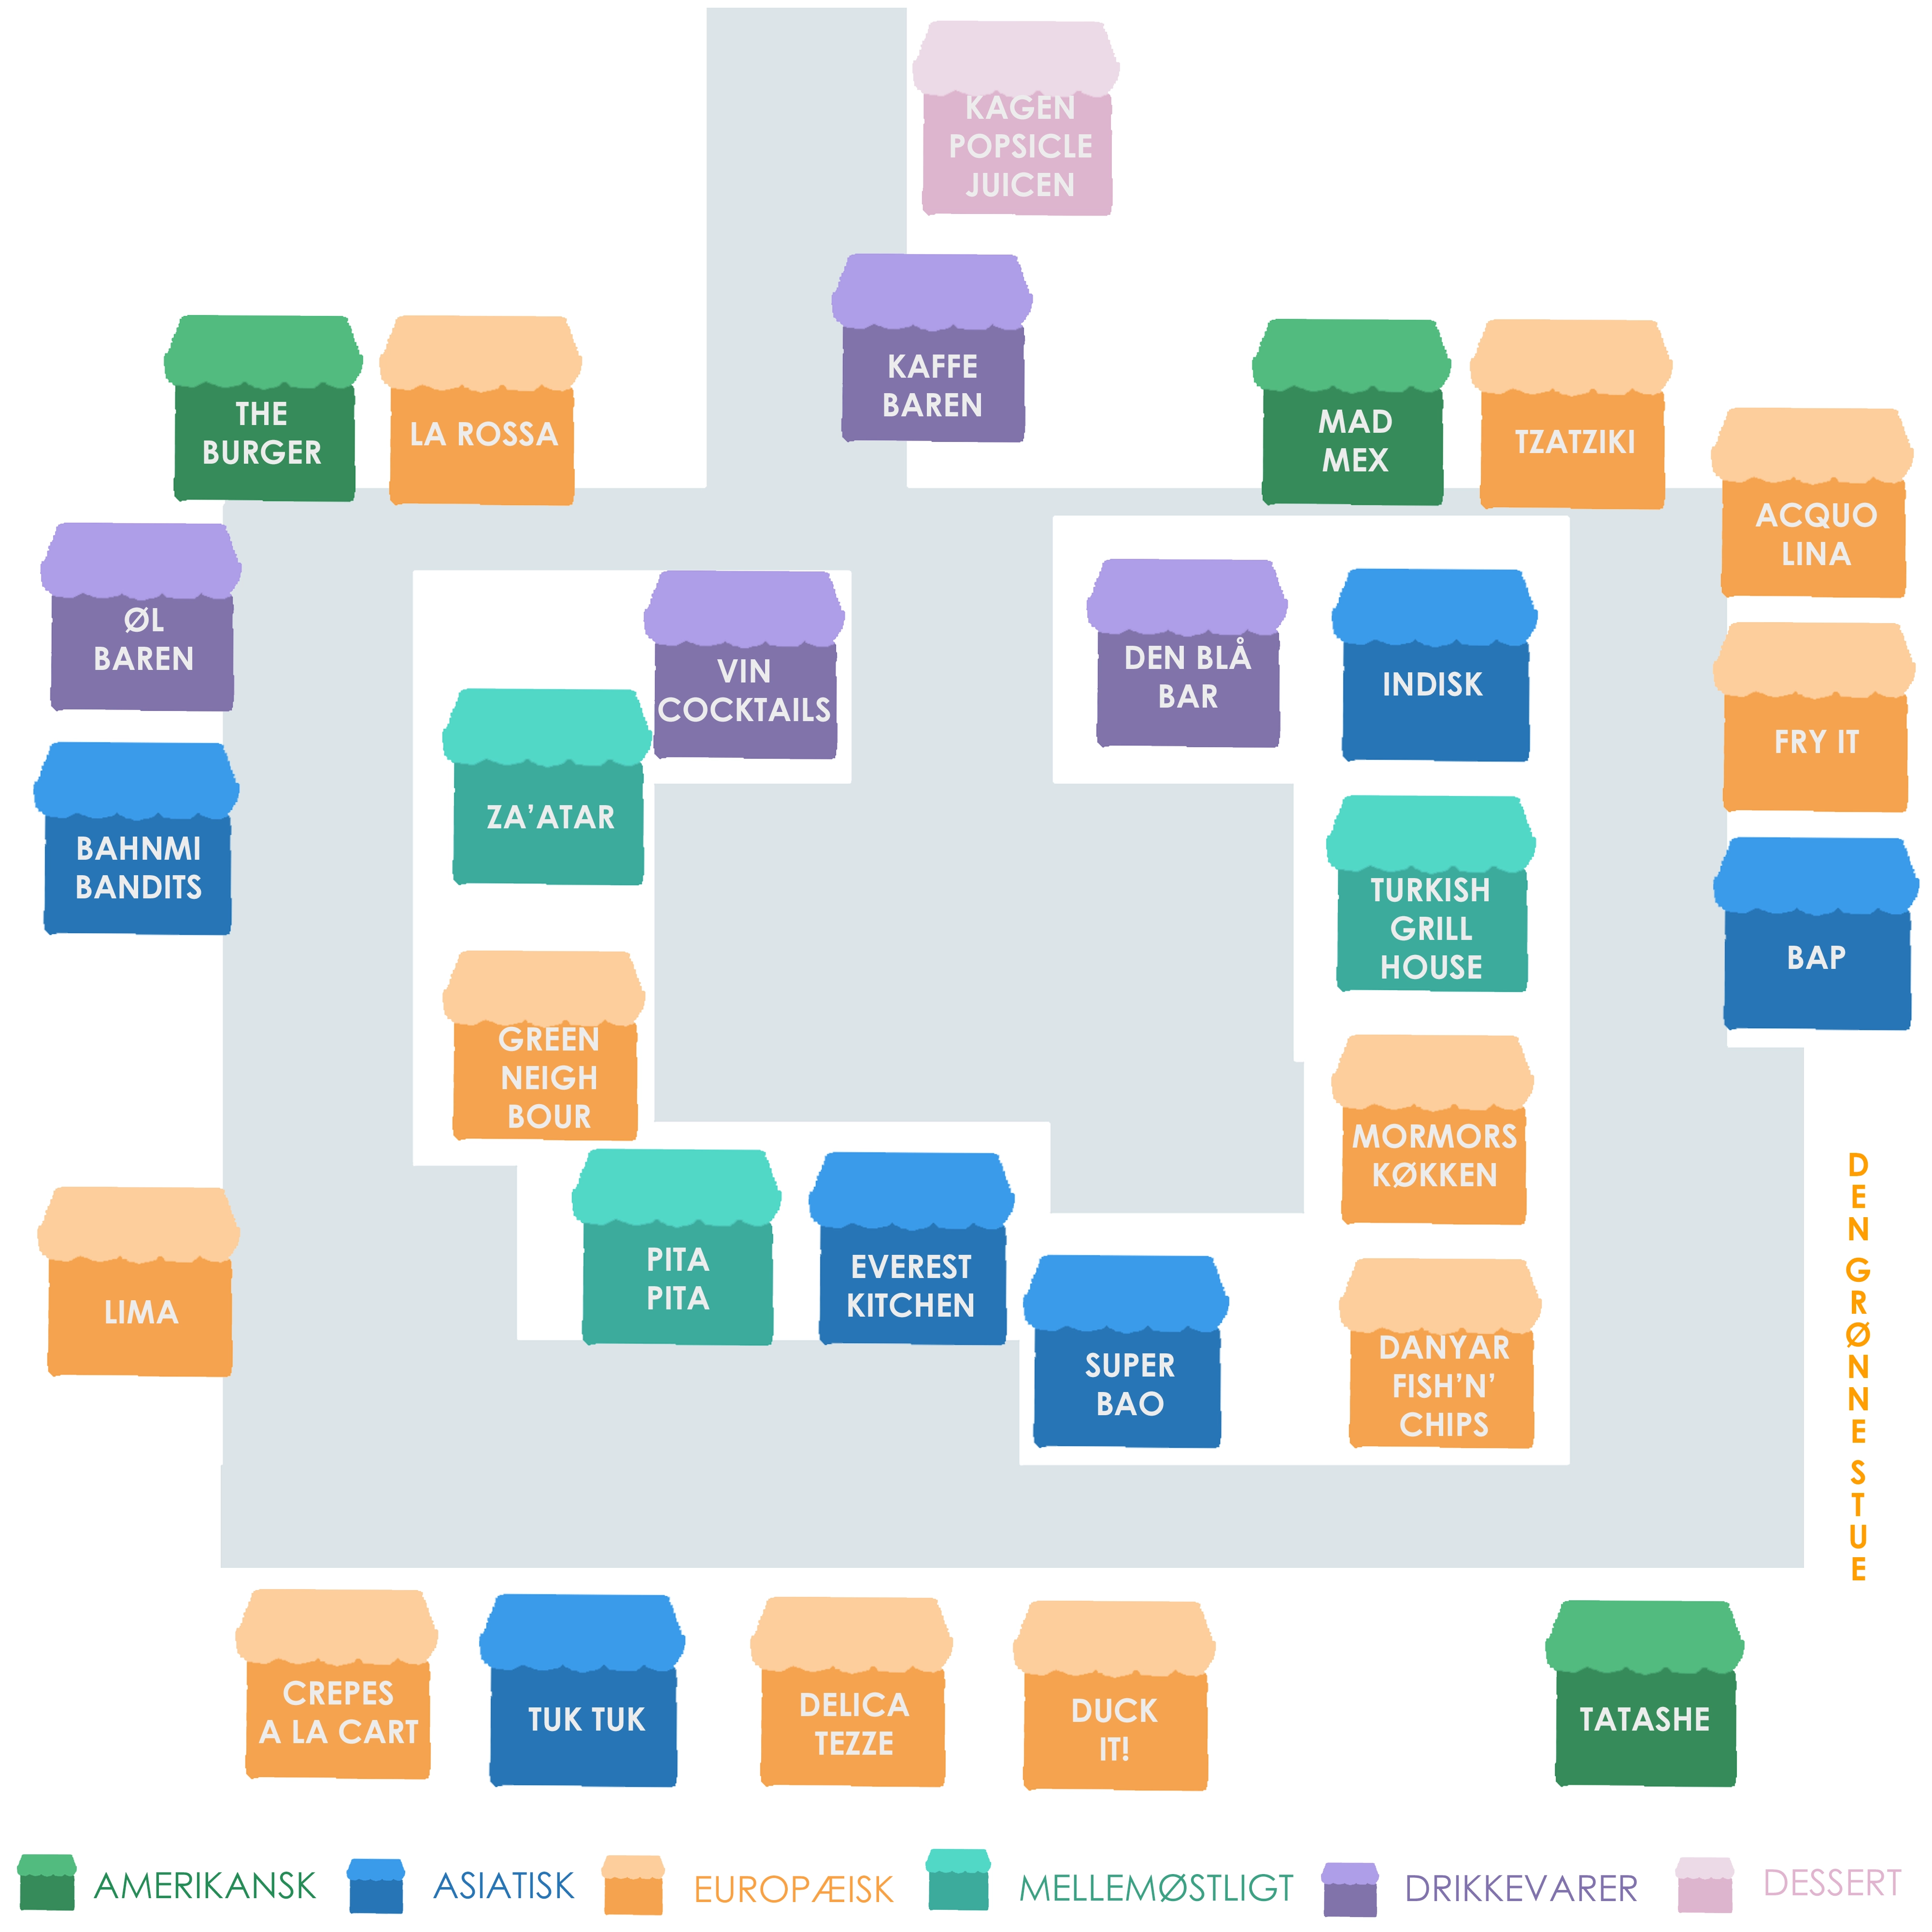 KAGEN
POPSICLE
JUICEN
KAFFE
BAREN
THE
BURGER
LA ROSSA
MAD
MEX
TZATZIKI
ACQUO
LINA
ØL
BAREN
VIN
COCKTAILS
DEN BLÅ
BAR
INDISK
FRY IT
ZA'ATAR
BAHNMI
BANDITS
TURKISH
GRILL
HOUSE
BAP
GREEN
NEIGH
BOUR
MORMORS
KØKKEN
LIMA
PITA
PITA
EVEREST
KITCHEN
SUPER
BAO
DANYAR
FISH'N'
CHIPS
DEN GRØNNE STUE
CREPES
A LA CART
TUK TUK
DELICA
TEZZE
DUCK
IT!
TATASHE
AMERIKANSK
ASIATISK
EUROPÆISK
MELLEMØSTLIGT
DRIKKEVARER
DESSERT